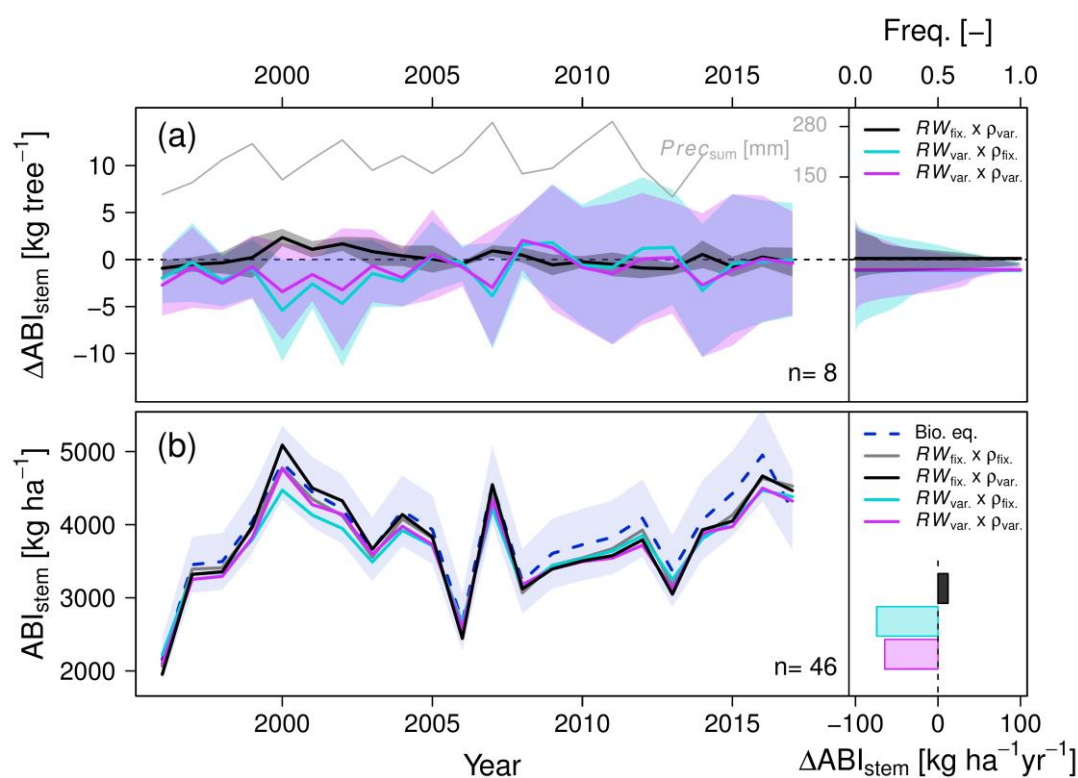 Freq. [–]
2000 2005 2010 2015 0.0 0.5 1.0
(a)
Prec_sum [mm]
280
150
RW_fix. x ρ_var.
RW_var. x ρ_fix.
RW_var. x ρ_var.
ΔABI_stem [kg tree⁻¹]
10
5
0
−5
−10
n= 8
(b)
Bio. eq.
RW_fix. x ρ_fix.
RW_fix. x ρ_var.
RW_var. x ρ_fix.
RW_var. x ρ_var.
ABI_stem [kg ha⁻¹]
5000
4000
3000
2000
n= 46
2000 2005 2010 2015 −100 0 100
Year
ΔABI_stem [kg ha⁻¹yr⁻¹]